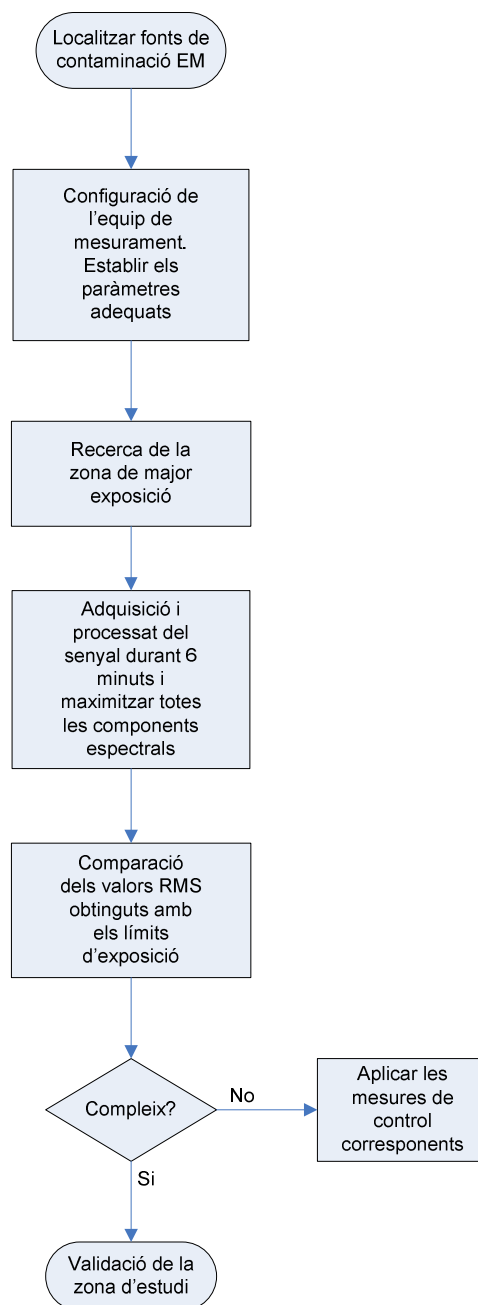 Localitzar fonts de
contaminació EM
Configuració de
l'equip de
mesurament.
Establir els
paràmetres
adequats
Recerca de la
zona de major
exposició
Adquisició i
processat del
senyal durant 6
minuts i
maximitzar totes
les components
espectrals
Comparació
dels valors RMS
obtinguts amb
els límits
d'exposició
Compleix?
No
Aplicar les
mesures de
control
corresponents
Si
Validació de la
zona d'estudi